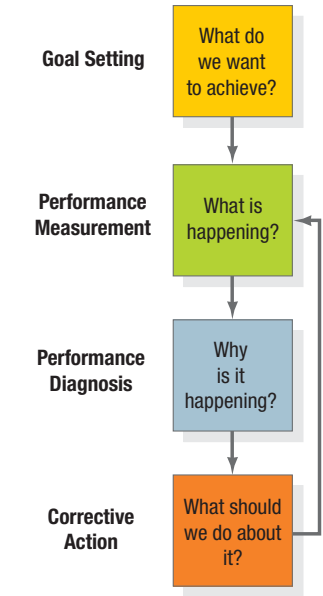 Goal Setting
What do
we want
to achieve?
Performance
Measurement
What is
happening?
Performance
Diagnosis
Why
is it
happening?
Corrective
Action
What should
we do about
it?